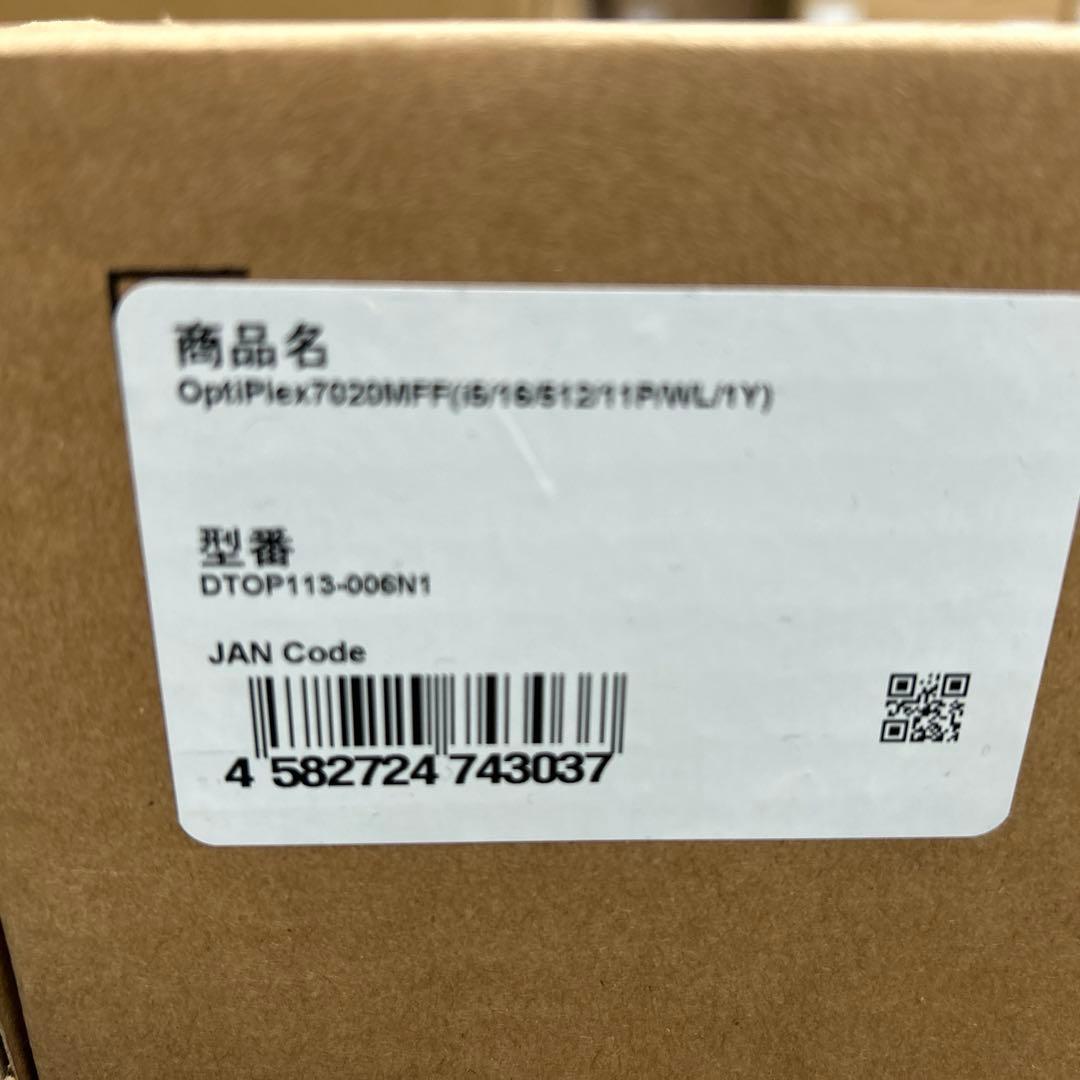 商品名
OptiPlex7020MFF(i5/16/512/11P/WL/1Y)
型番
DTOP113-006N1
JAN Code
4 582724 743037